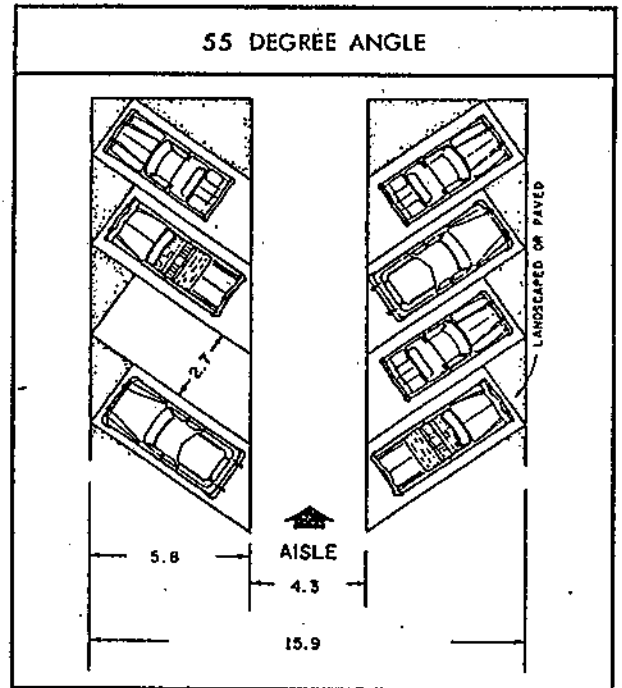 55 DEGREE ANGLE
LANDSCAPED OR PAVED
2.7
AISLE
5.8
4.3
15.9